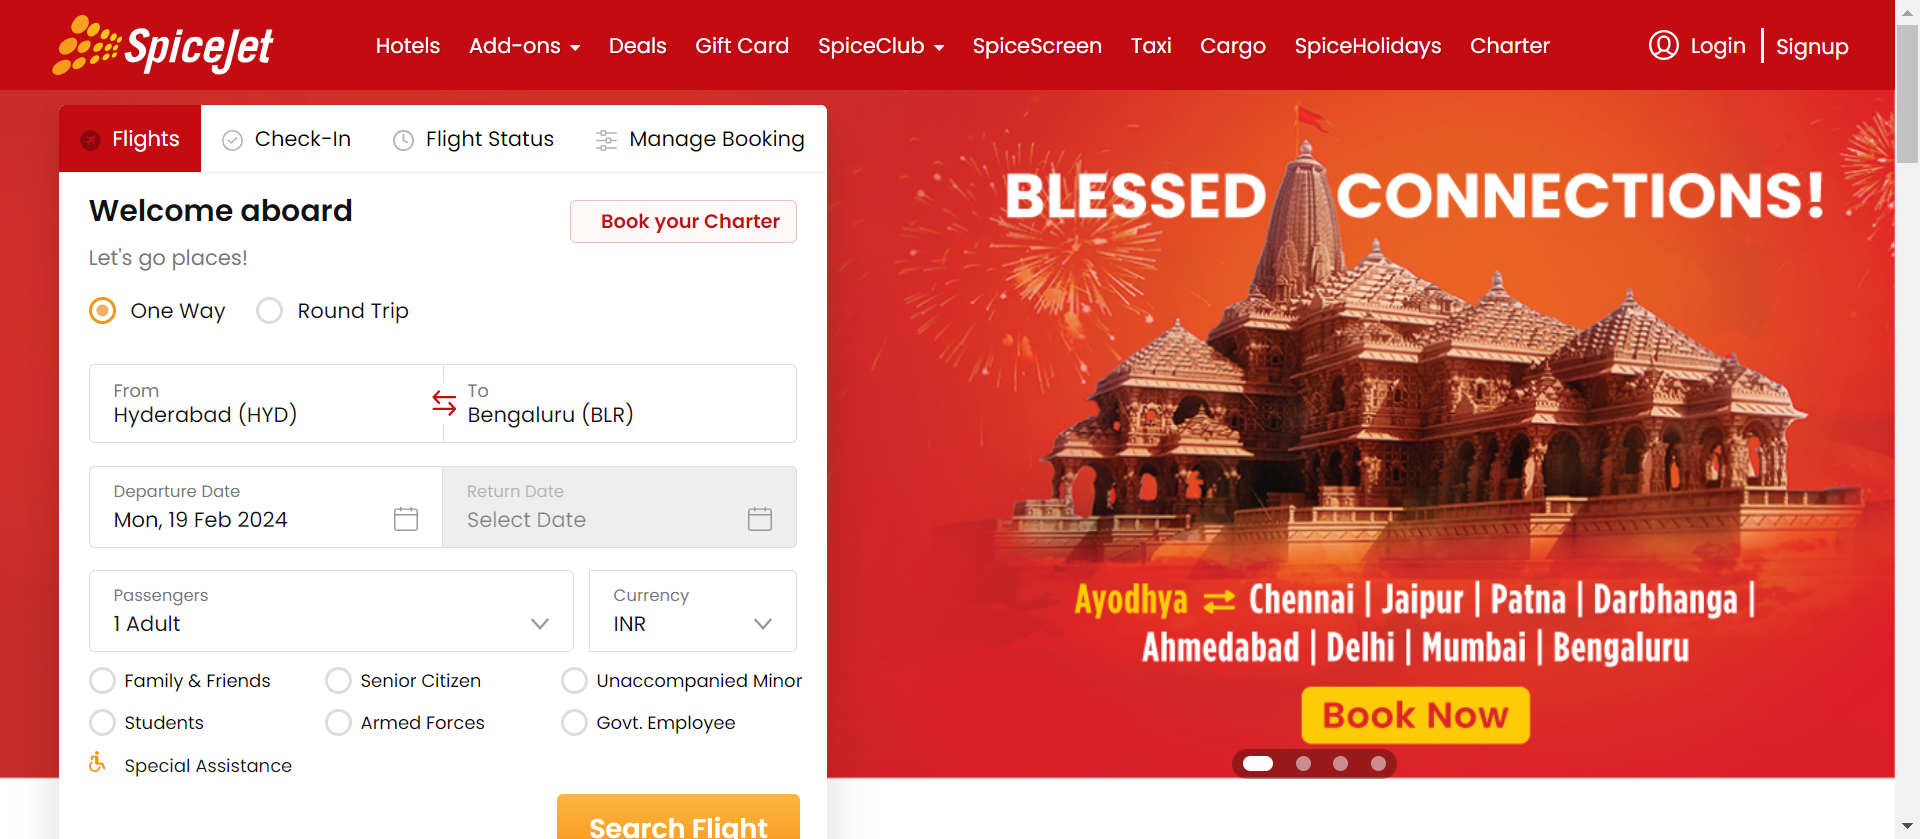 SpiceJet
Hotels Add-ons Deals Gift Card SpiceClub SpiceScreen Taxi Cargo SpiceHolidays Charter Login Signup
Flights Check-In Flight Status Manage Booking
Welcome aboard
Book your Charter
Let's go places!
One Way Round Trip
From
Hyderabad (HYD)
To
Bengaluru (BLR)
Departure Date
Mon, 19 Feb 2024
Return Date
Select Date
Passengers
1 Adult
Currency
INR
Family & Friends Senior Citizen Unaccompanied Minor
Students Armed Forces Govt. Employee
Special Assistance
Search Flight
BLESSED CONNECTIONS!
Ayodhya ⇄ Chennai | Jaipur | Patna | Darbhanga |
Ahmedabad | Delhi | Mumbai | Bengaluru
Book Now